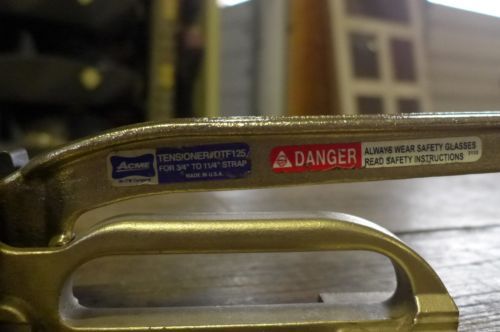 ACME
TENSIONER#DTF125
FOR 3/4" TO 1 1/4" STRAP
MADE IN U.S.A.
DANGER
ALWAYS WEAR SAFETY GLASSES
READ SAFETY INSTRUCTIONS